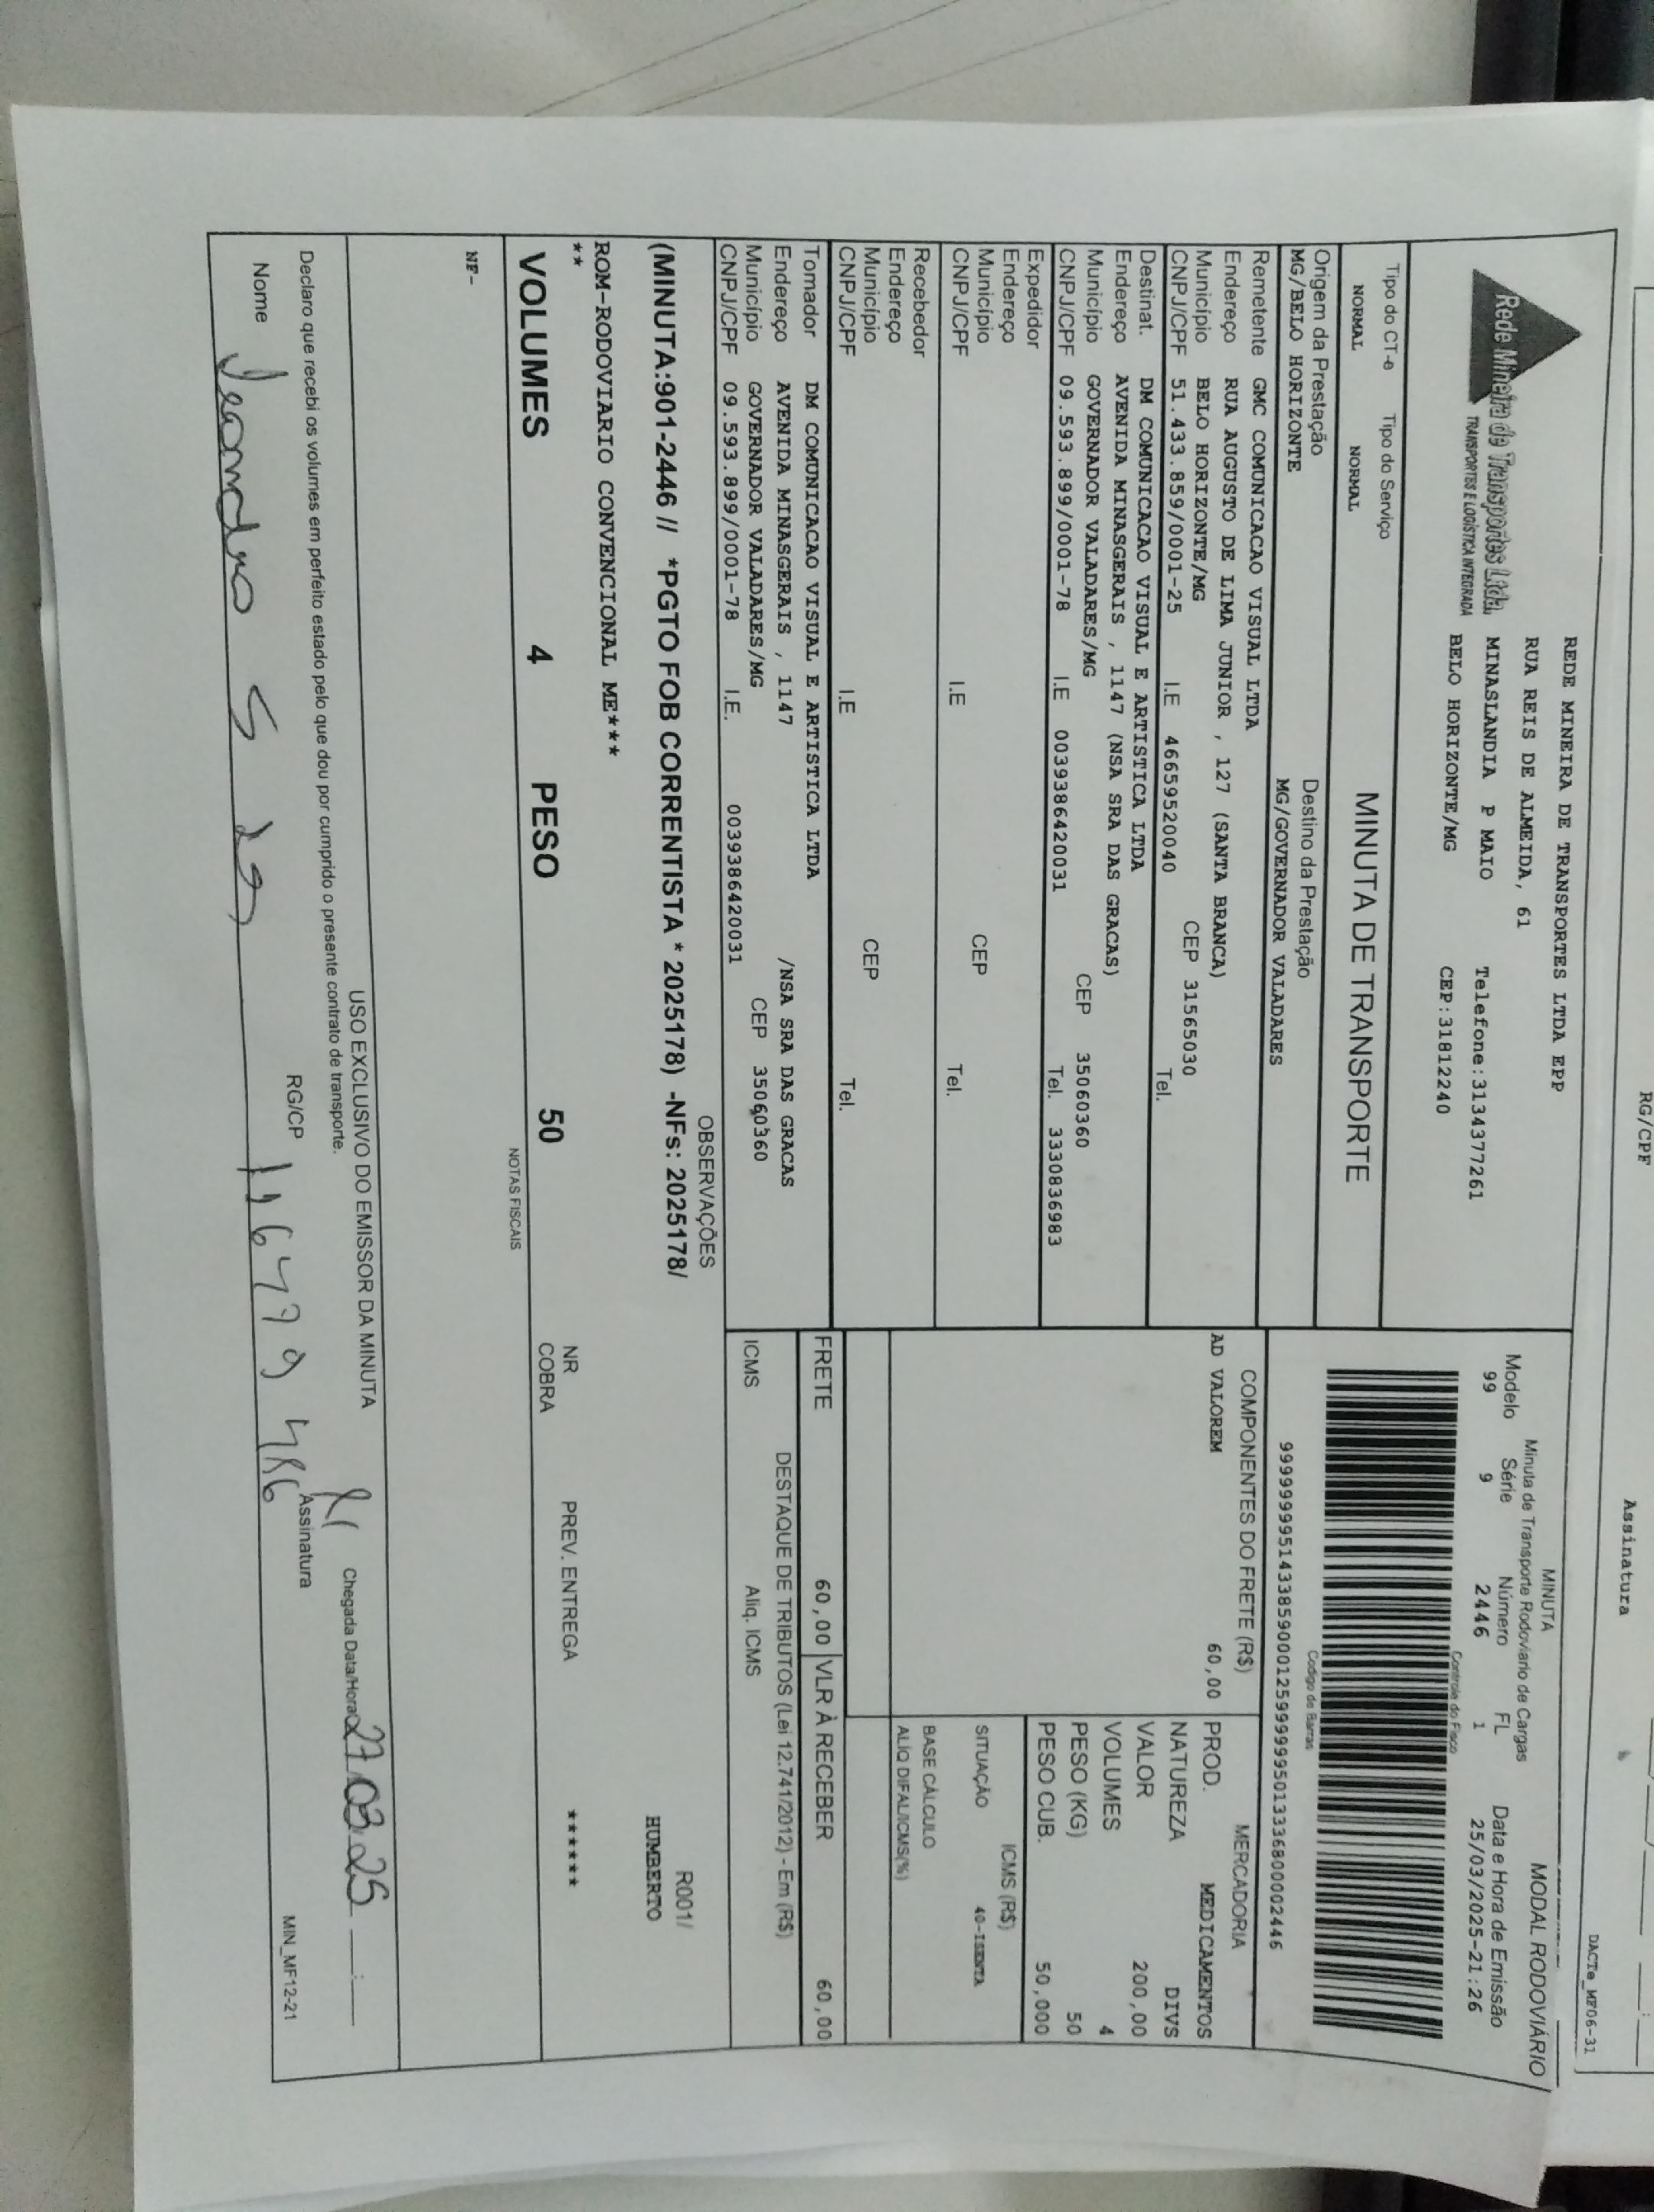 RG/CPF
Assinatura
DACTe_MF06-31
Rede Mineira de Transportes Ltda.
TRANSPORTES E LOGÍSTICA INTEGRADA
REDE MINEIRA DE TRANSPORTES LTDA EPP
RUA REIS DE ALMEIDA, 61
MINASLANDIA P MAIO Telefone:3134377261
BELO HORIZONTE/MG CEP:31812240
MODAL RODOVIÁRIO
MINUTA
Minuta de Transporte Rodoviario de Cargas
Modelo Série Número FL Data e Hora de Emissão
99 9 2446 1 25/03/2025-21:26
Controle do Fisco
Codigo de Barras
99999999514338590001259999999501333680002446
Tipo do CT-e Tipo do Serviço
NORMAL NORMAL
MINUTA DE TRANSPORTE
Origem da Prestação Destino da Prestação
MG/BELO HORIZONTE MG/GOVERNADOR VALADARES
Remetente GMC COMUNICACAO VISUAL LTDA
Endereço RUA AUGUSTO DE LIMA JUNIOR , 127 (SANTA BRANCA)
Município BELO HORIZONTE/MG CEP 31565030
CNPJ/CPF 51.433.859/0001-25 I.E 46659520040 Tel.
Destinat. DM COMUNICACAO VISUAL E ARTISTICA LTDA
Endereço AVENIDA MINASGERAIS , 1147 (NSA SRA DAS GRACAS)
Município GOVERNADOR VALADARES/MG CEP 35060360
CNPJ/CPF 09.593.899/0001-78 I.E 0039386420031 Tel. 3330836983
Expedidor
Endereço
Município CEP
CNPJ/CPF I.E Tel.
Recebedor
Endereço
Município CEP
CNPJ/CPF I.E Tel.
Tomador DM COMUNICACAO VISUAL E ARTISTICA LTDA
Endereço AVENIDA MINASGERAIS , 1147 /NSA SRA DAS GRACAS
Município GOVERNADOR VALADARES/MG CEP 35060360
CNPJ/CPF 09.593.899/0001-78 I.E. 0039386420031
COMPONENTES DO FRETE (R$)
AD VALOREM 60,00
MERCADORIA
PROD. MEDICAMENTOS
NATUREZA DIVS
VALOR 200,00
VOLUMES 4
PESO (KG) 50
PESO CUB. 50,000
ICMS (R$)
SITUAÇÃO 40-ISENTA
BASE CÁLCULO
ALÍQ DIFAL/ICMS(%)
FRETE 60,00 VLR À RECEBER 60,00
DESTAQUE DE TRIBUTOS (Lei 12.741/2012) - Em (R$)
ICMS Aliq. ICMS
OBSERVAÇÕES
(MINUTA:901-2446 // *PGTO FOB CORRENTISTA * 2025178) -NFs: 2025178/
R001/
HUMBERTO
ROM-RODOVIARIO CONVENCIONAL ME****
**
VOLUMES 4 PESO 50
NR
COBRA
PREV. ENTREGA ******
NOTAS FISCAIS
NF-
USO EXCLUSIVO DO EMISSOR DA MINUTA
Chegada Data/Hora 27 03 25
Declaro que recebi os volumes em perfeito estado pelo que dou por cumprido o presente contrato de transporte.
Nome Leandro S
RG/CP
Assinatura
MIN_MF12-21